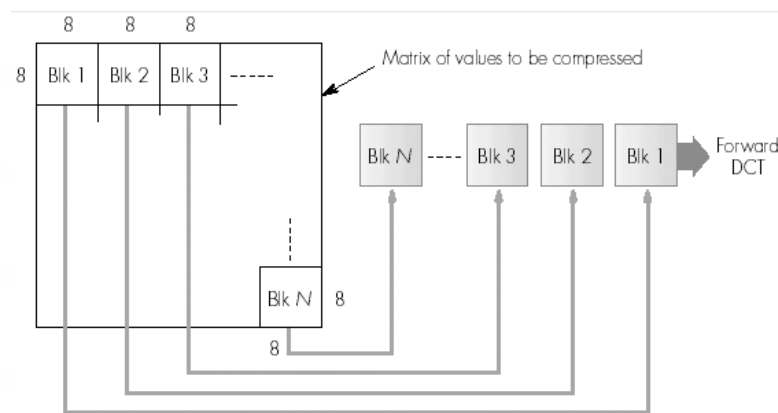 8 8 8
8 Blk 1 Blk 2 Blk 3
Matrix of values to be compressed
Blk N Blk 3 Blk 2 Blk 1
Forward
DCT
Blk N 8
8